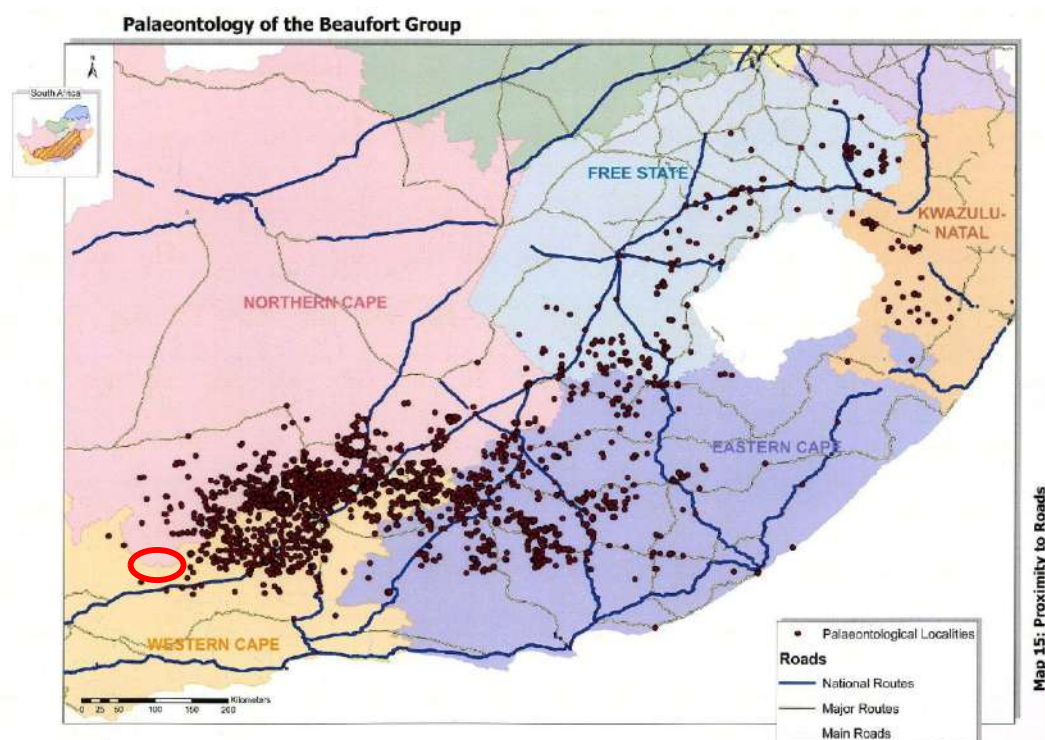 Palaeontology of the Beaufort Group
South Africa
FREE STATE
KWAZULU-
NATAL
NORTHERN CAPE
EASTERN CAPE
WESTERN CAPE
Kilometers
0 25 50 100 150 200
Palaeontological Localities
Roads
National Routes
Major Routes
Main Roads
Map 15: Proximity to Roads